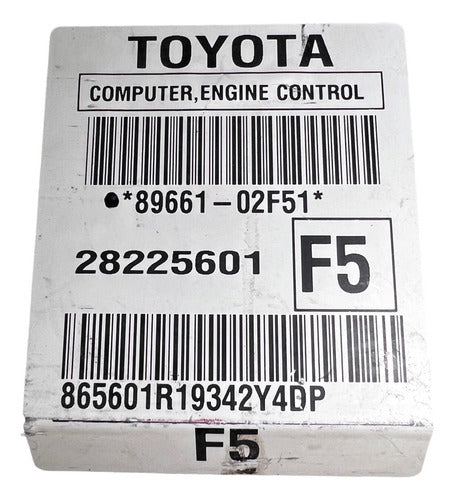 TOYOTA
COMPUTER,ENGINE CONTROL
*89661-02F51*
28225601
F5
865601R19342Y4DP
F5